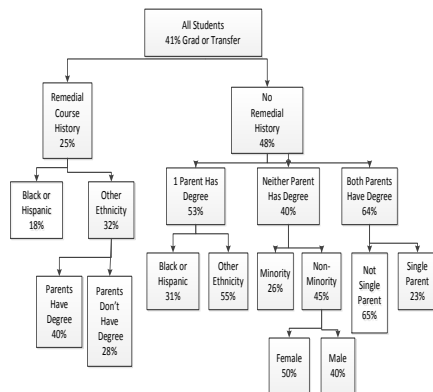 All Students
41% Grad or Transfer
Remedial
Course
History
25%
No
Remedial
History
48%
Black or
Hispanic
18%
Other
Ethnicity
32%
1 Parent Has
Degree
53%
Neither Parent
Has Degree
40%
Both Parents
Have Degree
64%
Parents
Have
Degree
40%
Parents
Don't
Have
Degree
28%
Black or
Hispanic
31%
Other
Ethnicity
55%
Minority
26%
Non-
Minority
45%
Not
Single
Parent
65%
Single
Parent
23%
Female
50%
Male
40%